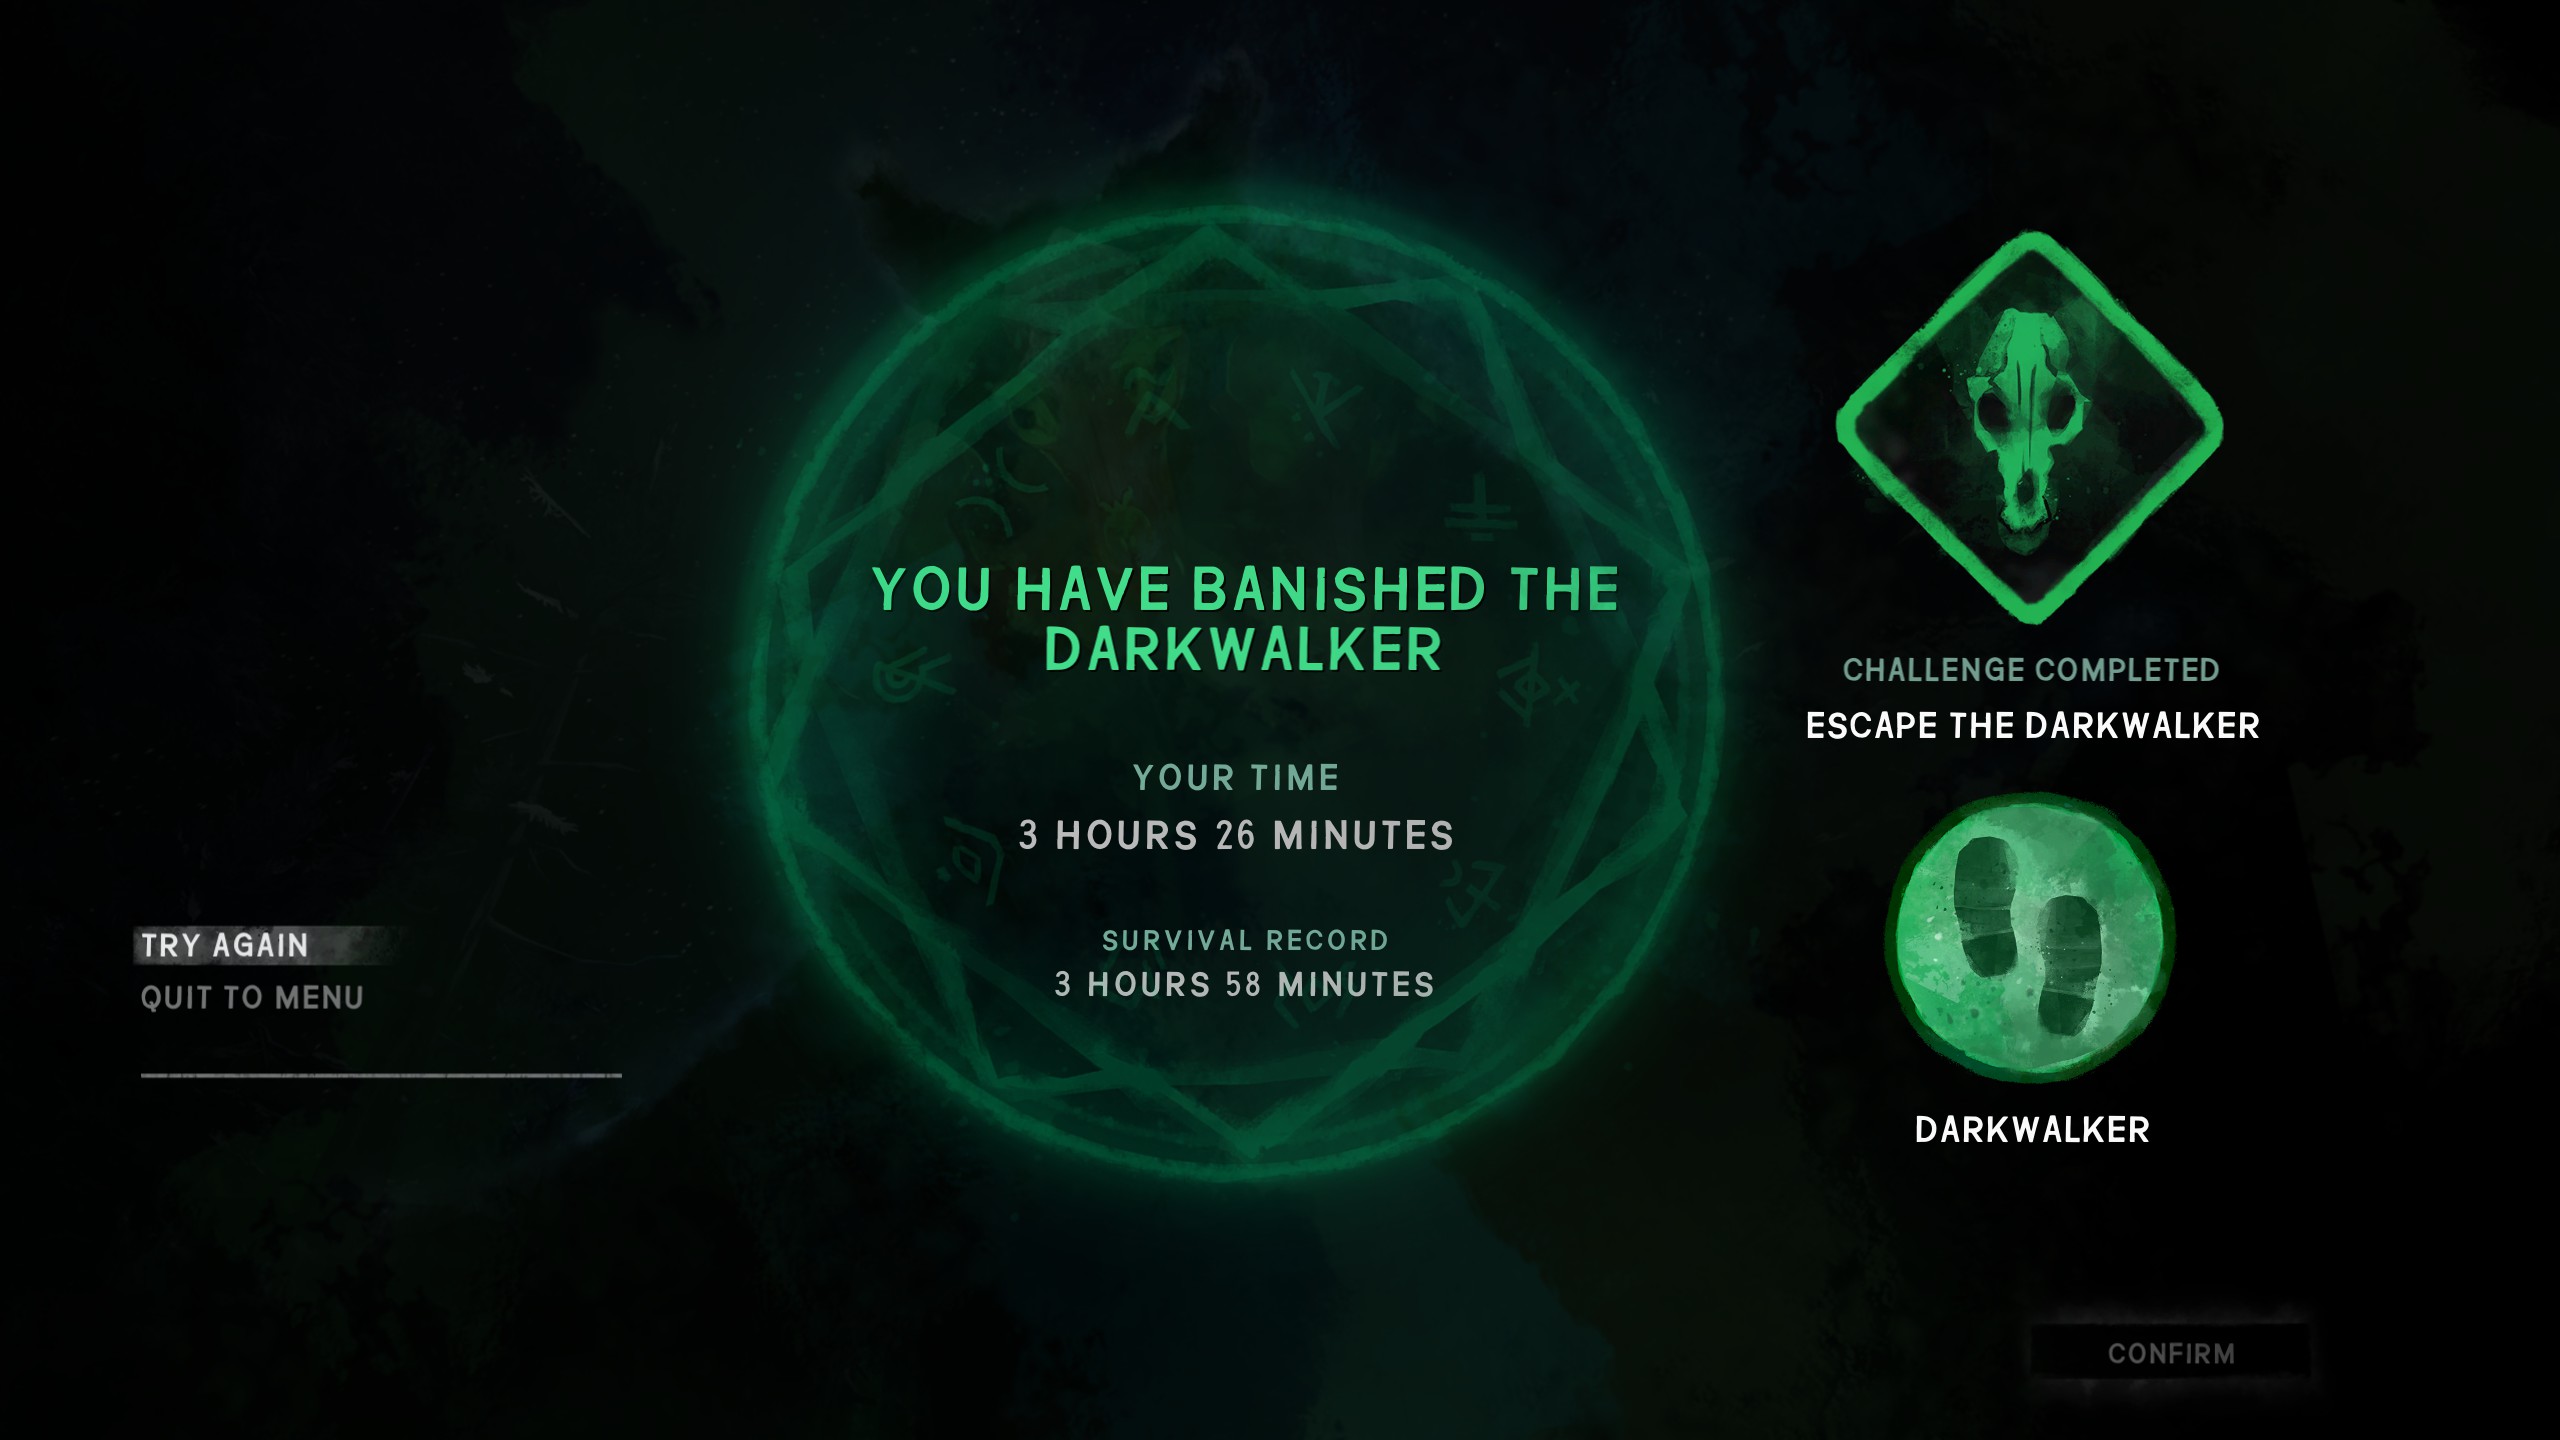 YOU HAVE BANISHED THE
DARKWALKER
YOUR TIME
3 HOURS 26 MINUTES
SURVIVAL RECORD
3 HOURS 58 MINUTES
TRY AGAIN
QUIT TO MENU
CHALLENGE COMPLETED
ESCAPE THE DARKWALKER
DARKWALKER
CONFIRM